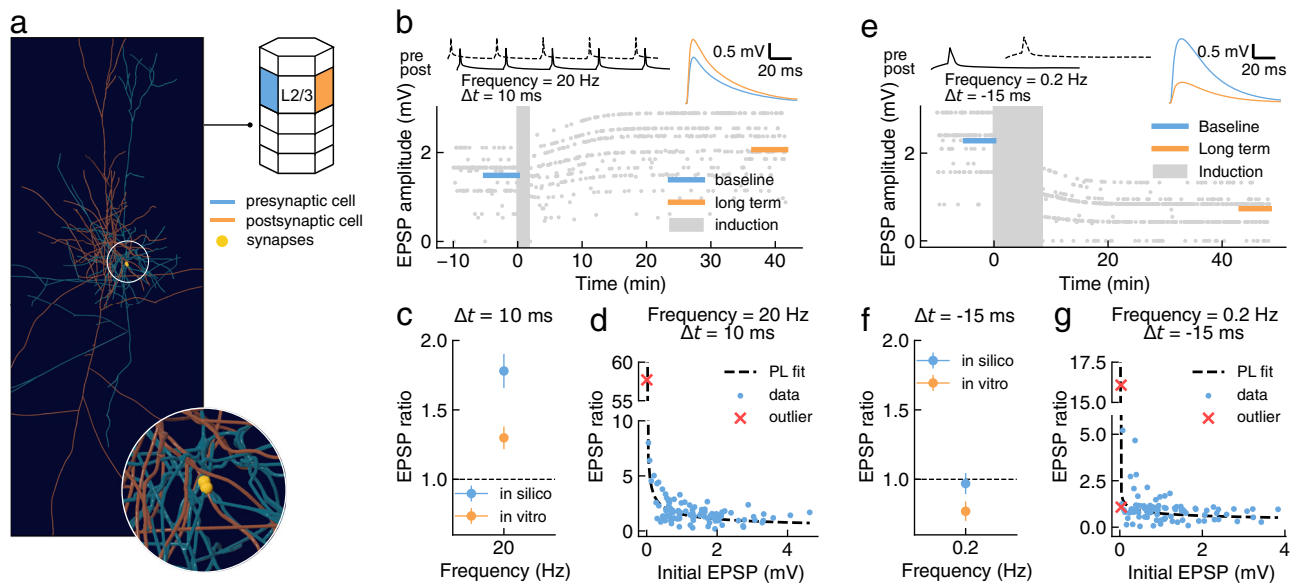 a
L2/3
presynaptic cell
postsynaptic cell
synapses
b
pre
post
Frequency = 20 Hz
Δt = 10 ms
0.5 mV
20 ms
EPSP amplitude (mV)
2
0
baseline
long term
induction
−10
0
10
20
30
40
Time (min)
e
pre
post
Frequency = 0.2 Hz
Δt = -15 ms
0.5 mV
20 ms
EPSP amplitude (mV)
2
0
Baseline
Long term
Induction
0
20
40
Time (min)
c
Δt = 10 ms
EPSP ratio
2.0
1.5
1.0
in silico
in vitro
20
Frequency (Hz)
d
Frequency = 20 Hz
Δt = 10 ms
EPSP ratio
60
55
10
5
0
PL fit
data
outlier
0
2
4
Initial EPSP (mV)
f
Δt = -15 ms
EPSP ratio
2.0
in silico
in vitro
1.5
1.0
0.2
Frequency (Hz)
g
Frequency = 0.2 Hz
Δt = -15 ms
EPSP ratio
17.5
15.0
5.0
2.5
0.0
PL fit
data
outlier
0
2
4
Initial EPSP (mV)